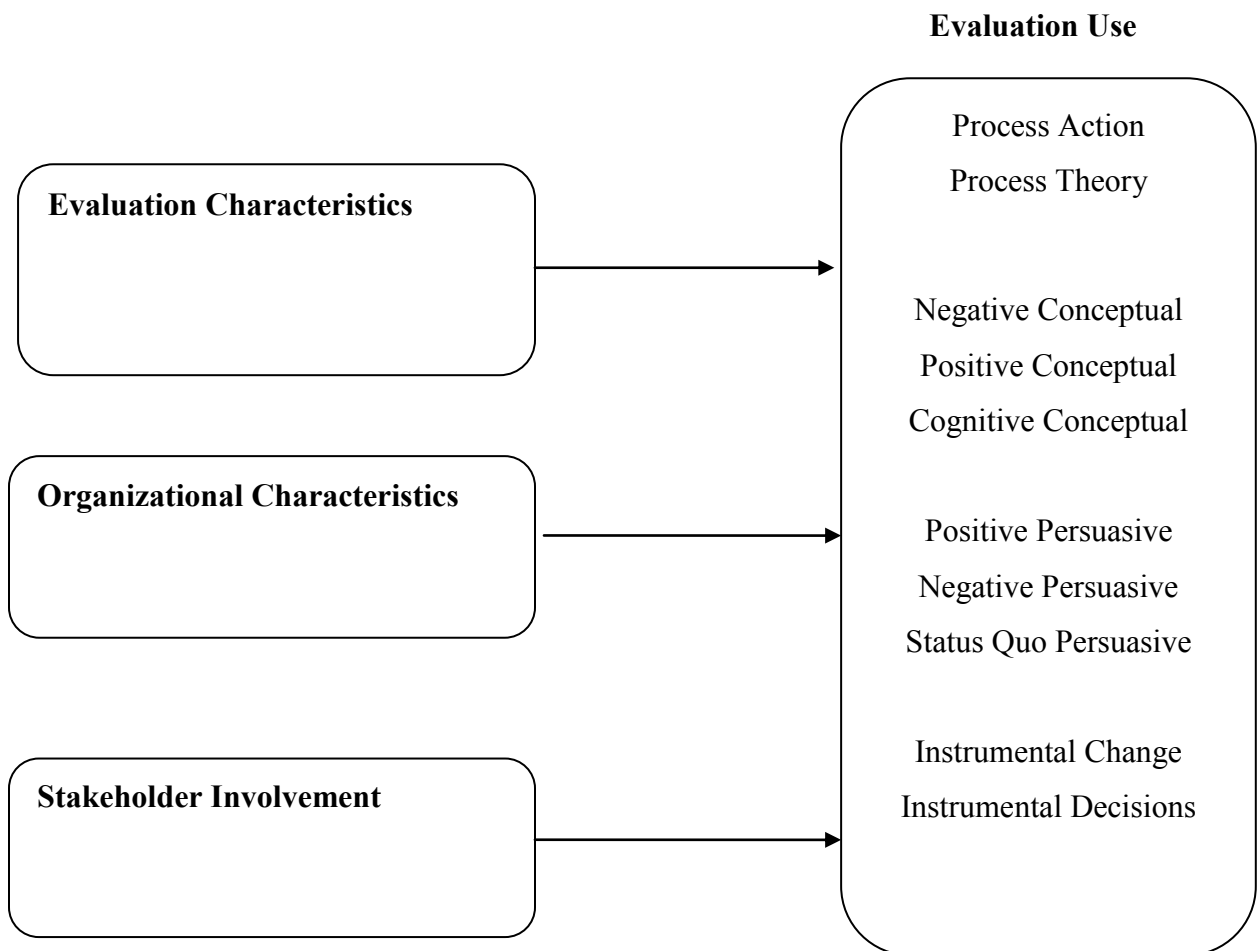 Evaluation Use
Process Action
Process Theory
Evaluation Characteristics
Negative Conceptual
Positive Conceptual
Cognitive Conceptual
Organizational Characteristics
Positive Persuasive
Negative Persuasive
Status Quo Persuasive
Stakeholder Involvement
Instrumental Change
Instrumental Decisions